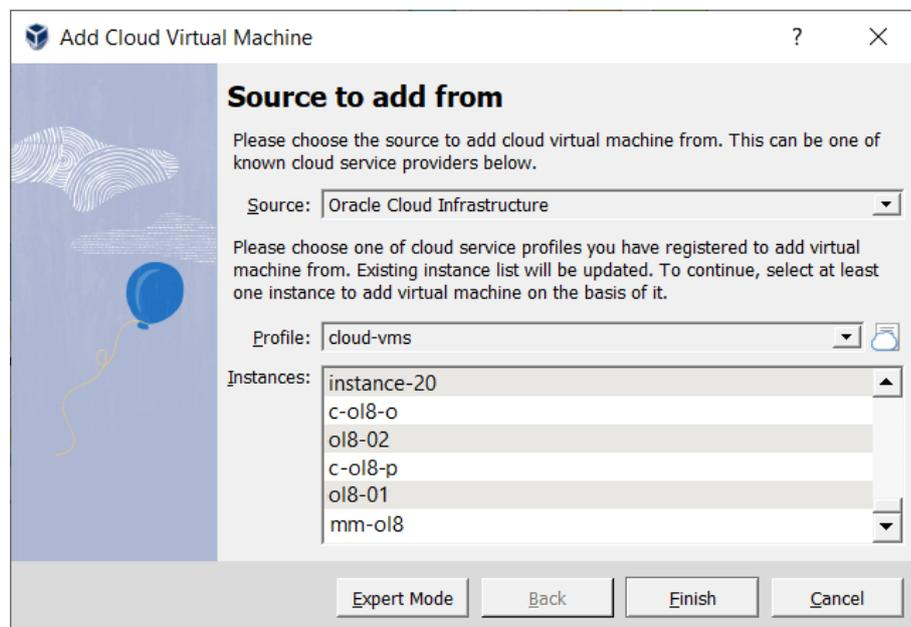 Add Cloud Virtual Machine
?
Source to add from
Please choose the source to add cloud virtual machine from. This can be one of
known cloud service providers below.
Source: Oracle Cloud Infrastructure
Please choose one of cloud service profiles you have registered to add virtual
machine from. Existing instance list will be updated. To continue, select at least
one instance to add virtual machine on the basis of it.
Profile: cloud-vms
Instances: instance-20
c-ol8-o
ol8-02
c-ol8-p
ol8-01
mm-ol8
Expert Mode Back Finish Cancel